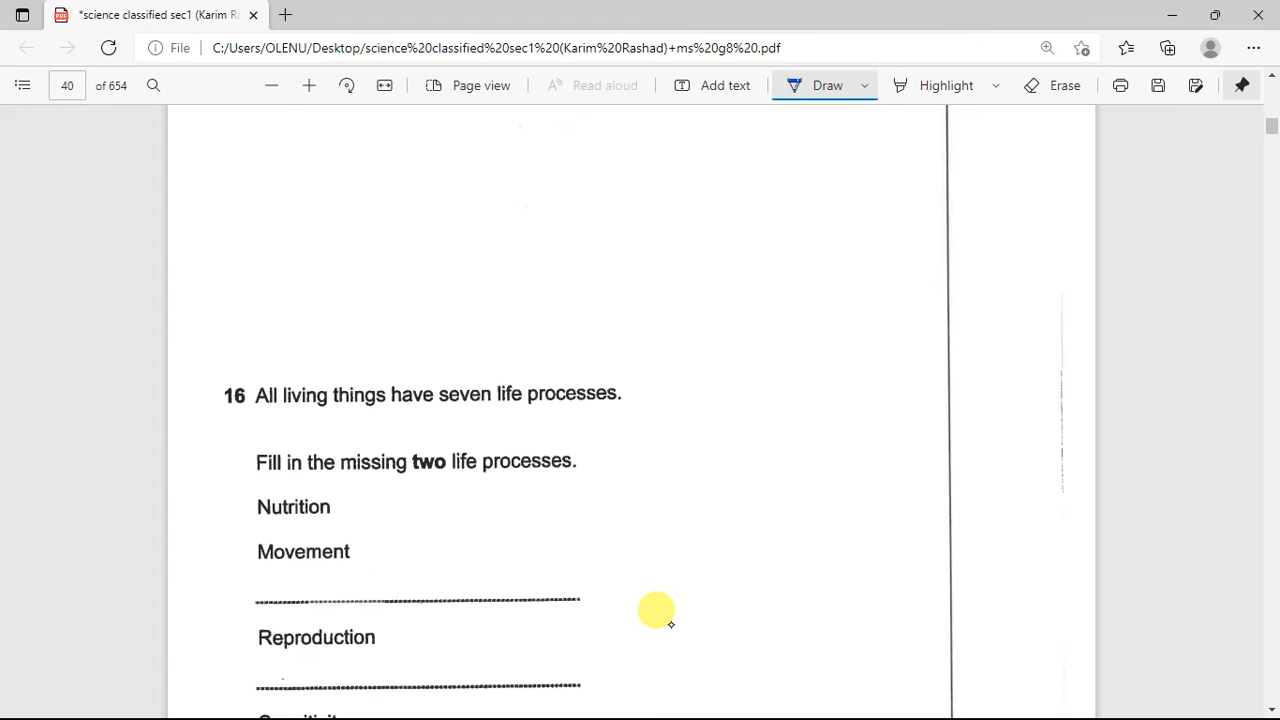 *science classified sec1 (Karim Ra
File
C:/Users/OLENU/Desktop/science%20classified%20sec1%20(Karim%20Rashad)+ms%20g8%20.pdf
40 of 654
Page view
Read aloud
Add text
Draw
Highlight
Erase
16 All living things have seven life processes.
Fill in the missing two life processes.
Nutrition
Movement
Reproduction